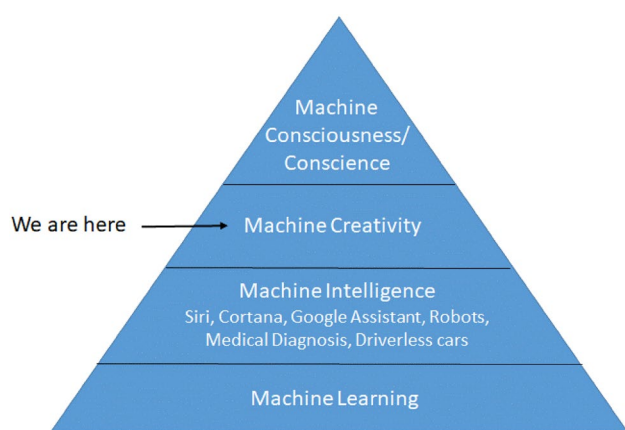 Machine
Consciousness/
Conscience
We are here
Machine Creativity
Machine Intelligence
Siri, Cortana, Google Assistant, Robots,
Medical Diagnosis, Driverless cars
Machine Learning